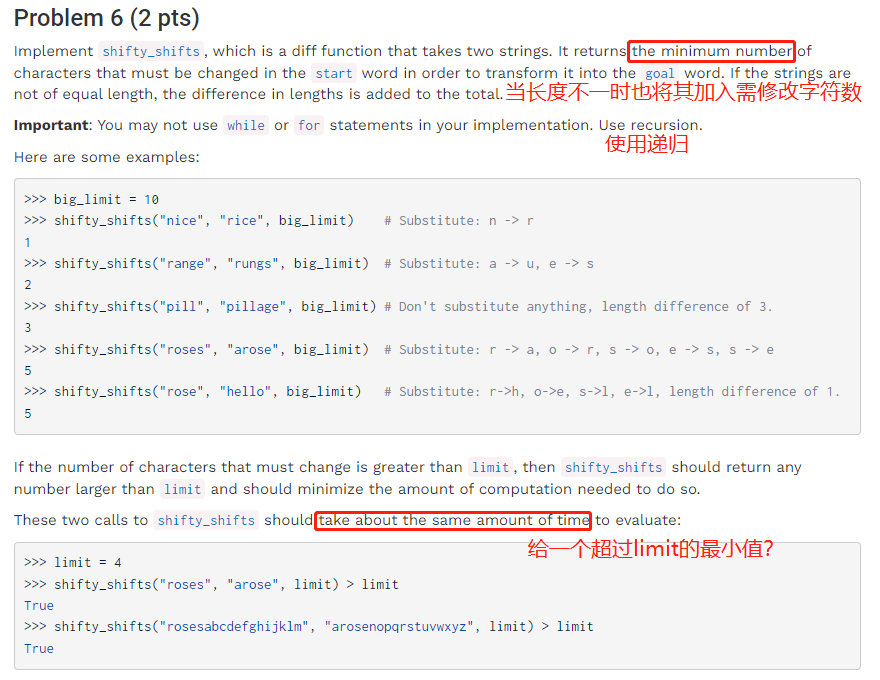 Problem 6 (2 pts)
Implement shifty_shifts, which is a diff function that takes two strings. It returns the minimum number of
characters that must be changed in the start word in order to transform it into the goal word. If the strings are
not of equal length, the difference in lengths is added to the total. 当长度不一时也将其加入需修改字符数
Important: You may not use while or for statements in your implementation. Use recursion.
使用递归
Here are some examples:
>>> big_limit = 10
>>> shifty_shifts("nice", "rice", big_limit)    # Substitute: n -> r
1
>>> shifty_shifts("range", "rungs", big_limit)  # Substitute: a -> u, e -> s
2
>>> shifty_shifts("pill", "pillage", big_limit) # Don't substitute anything, length difference of 3.
3
>>> shifty_shifts("roses", "arose", big_limit)  # Substitute: r -> a, o -> r, s -> o, e -> s, s -> e
5
>>> shifty_shifts("rose", "hello", big_limit)   # Substitute: r->h, o->e, s->l, e->l, length difference of 1.
5
If the number of characters that must change is greater than limit, then shifty_shifts should return any
number larger than limit and should minimize the amount of computation needed to do so.
These two calls to shifty_shifts should take about the same amount of time to evaluate:
给一个超过limit的最小值?
>>> limit = 4
>>> shifty_shifts("roses", "arose", limit) > limit
True
>>> shifty_shifts("rosesabcdefghijklm", "arosenopqrstuvwxyz", limit) > limit
True